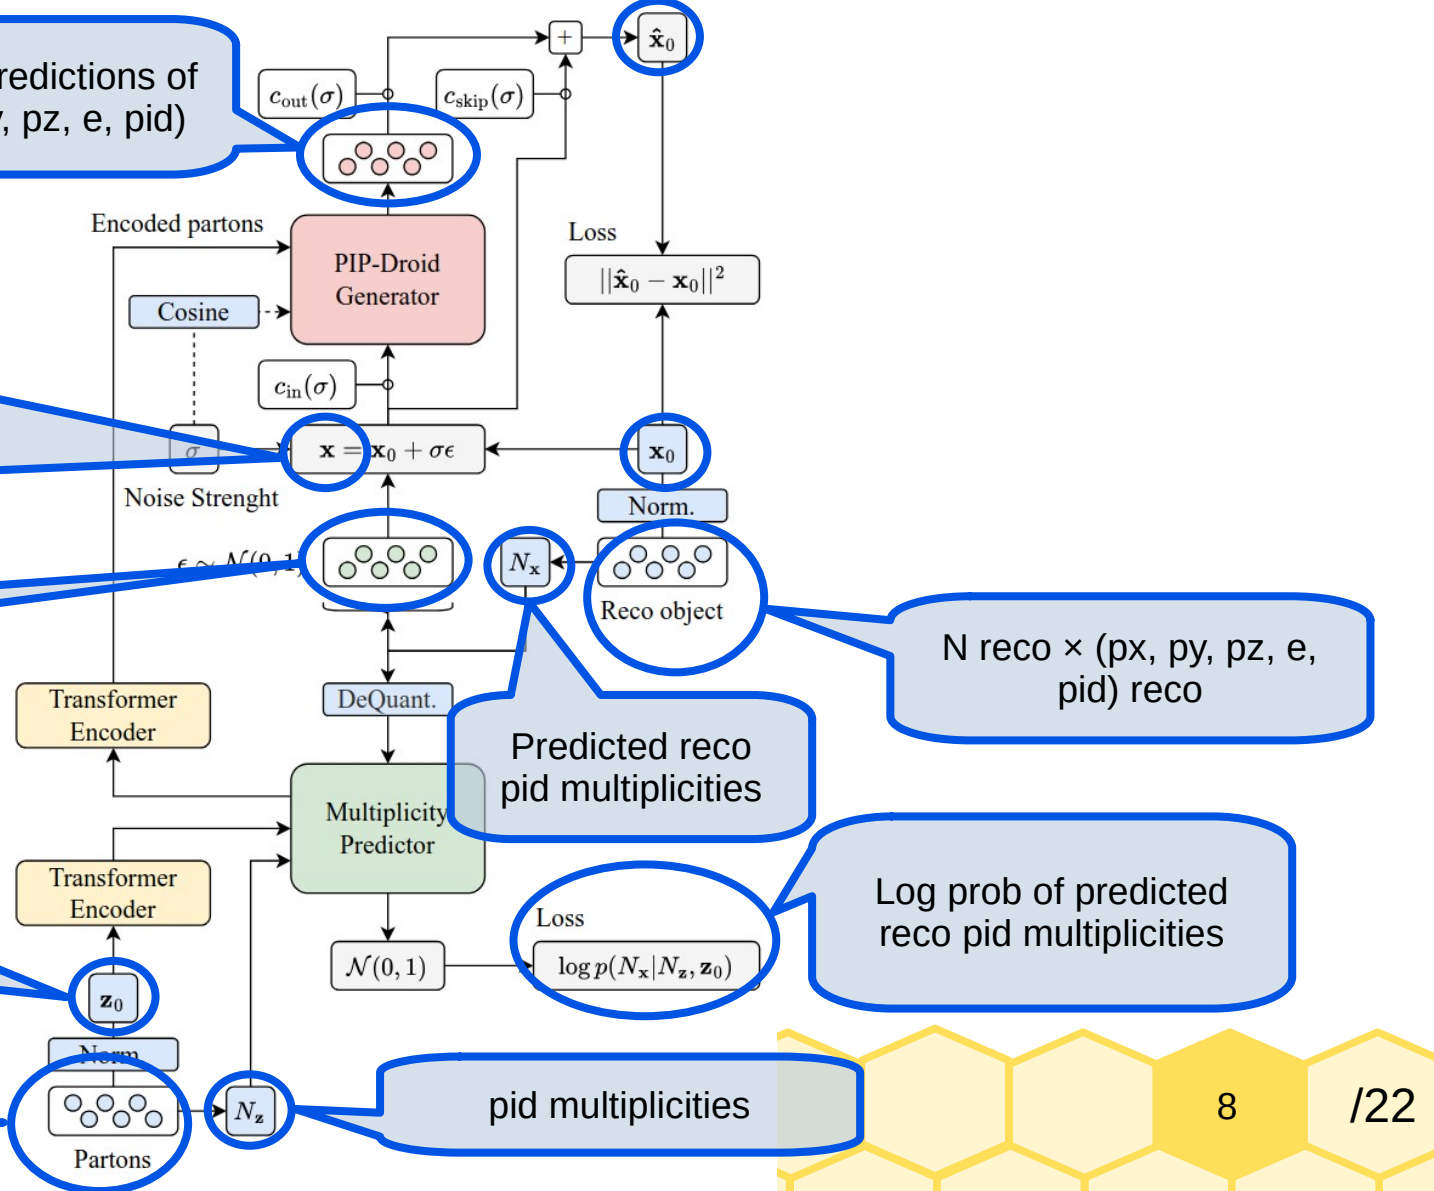 redictions of
, pz, e, pid)
+
x̂₀
c_out(σ)
c_skip(σ)
Encoded partons
PIP-Droid
Generator
Loss
||x̂₀ − x₀||²
Cosine
c_in(σ)
σ
x = x₀ + σϵ
x₀
Noise Strenght
Norm.
ϵ ∼ N(0, 1)
Nₓ
Reco object
N reco × (px, py, pz, e,
pid) reco
Transformer
Encoder
DeQuant.
Predicted reco
pid multiplicities
Multiplicity
Predictor
Transformer
Encoder
Log prob of predicted
reco pid multiplicities
Loss
N(0, 1)
log p(Nₓ|N_z, z₀)
z₀
Norm.
N_z
pid multiplicities
Partons
8
/22